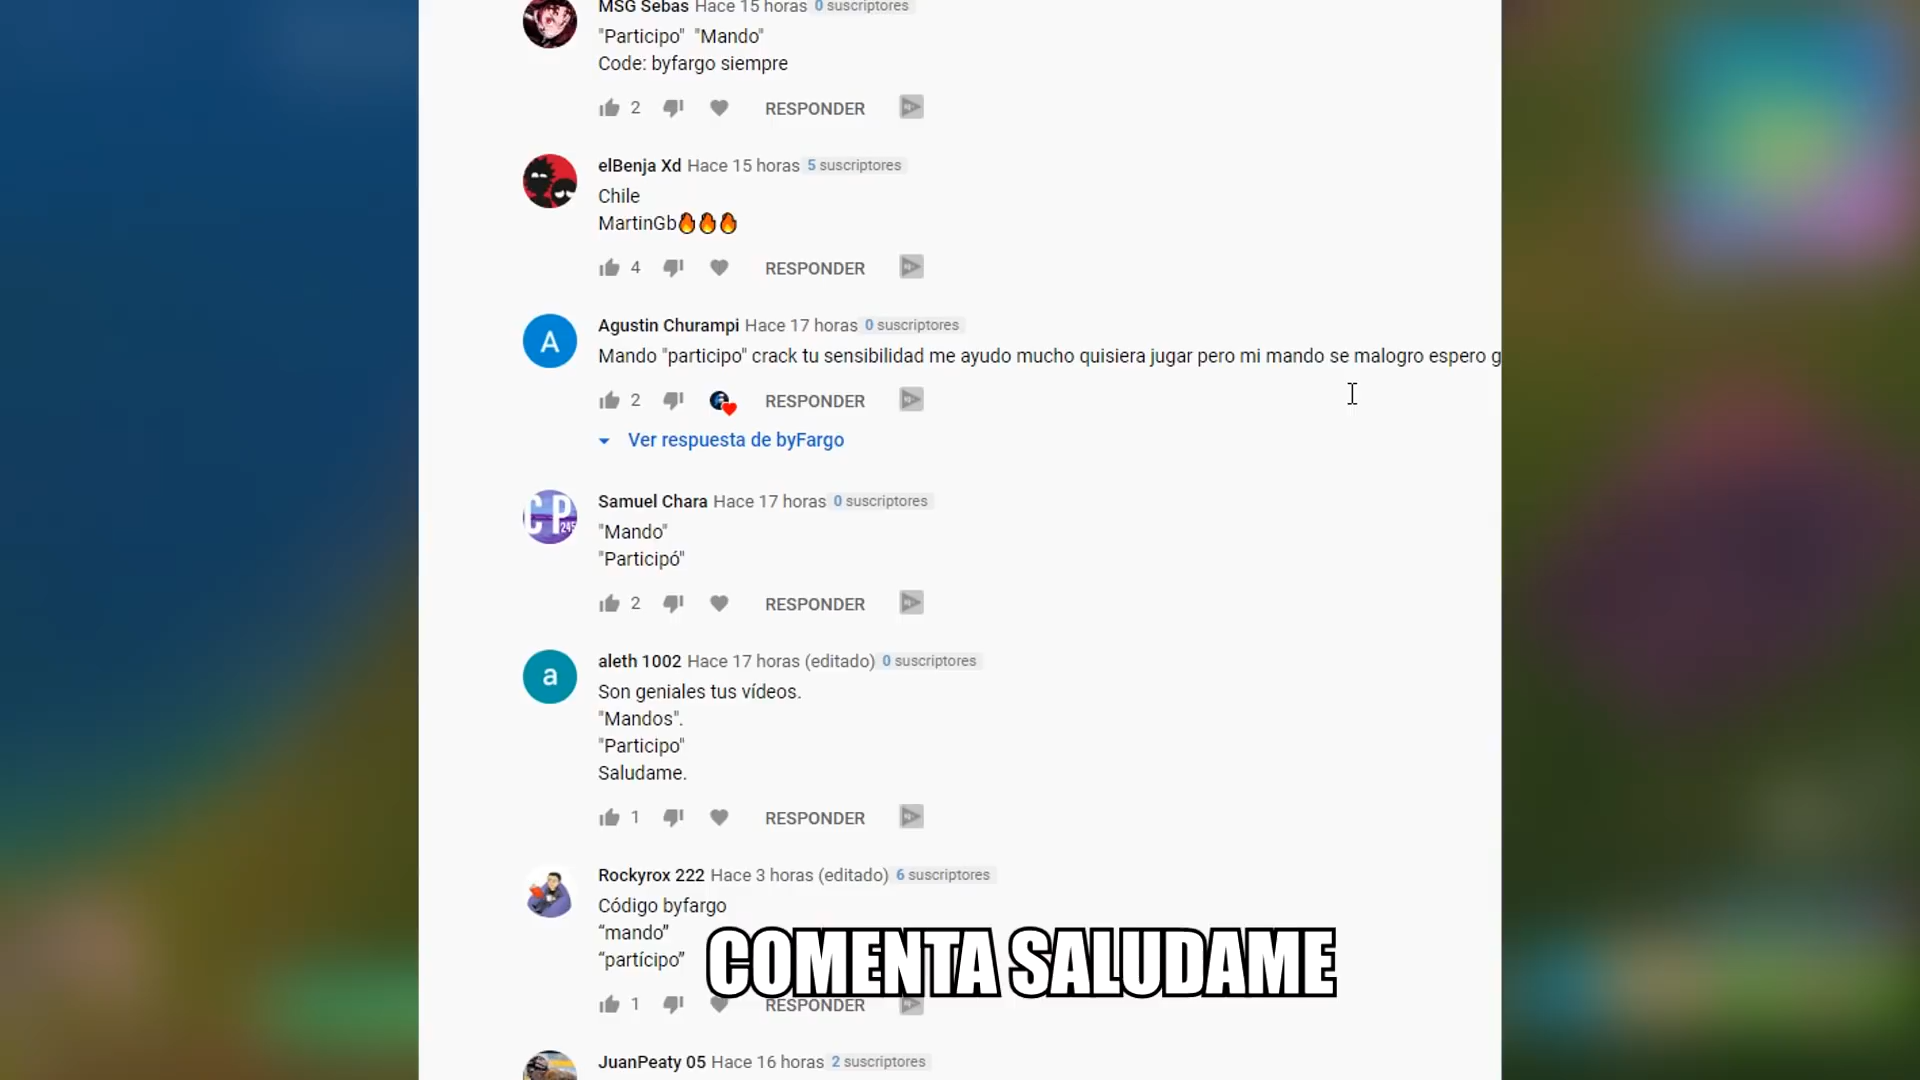 MSG Sebas Hace 15 horas 0 suscriptores
"Participo" "Mando"
Code: byfargo siempre
2 RESPONDER
elBenja Xd Hace 15 horas 5 suscriptores
Chile
MartinGb🔥🔥🔥
4 RESPONDER
A
Agustin Churampi Hace 17 horas 0 suscriptores
Mando "participo" crack tu sensibilidad me ayudo mucho quisiera jugar pero mi mando se malogro espero g
2 RESPONDER
Ver respuesta de byFargo
CP
245
Samuel Chara Hace 17 horas 0 suscriptores
"Mando"
"Participó"
2 RESPONDER
a
aleth 1002 Hace 17 horas (editado) 0 suscriptores
Son geniales tus vídeos.
"Mandos".
"Participo"
Saludame.
1 RESPONDER
Rockyrox 222 Hace 3 horas (editado) 6 suscriptores
Código byfargo
“mando”
“partícipo”
COMENTA SALUDAME
1 RESPONDER
JuanPeaty 05 Hace 16 horas 2 suscriptores